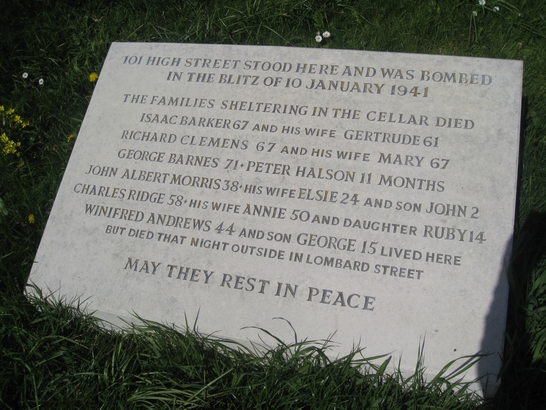 101 HIGH STREET STOOD HERE AND WAS BOMBED
IN THE BLITZ OF 10 JANUARY 1941
THE FAMILIES SHELTERING IN THE CELLAR DIED
ISAAC BARKER 67 AND HIS WIFE GERTRUDE 61
RICHARD CLEMENS 67 AND HIS WIFE MARY 67
GEORGE BARNES 71 · PETER HALSON 11 MONTHS
JOHN ALBERT MORRIS 38 · HIS WIFE ELSIE 24 AND SON JOHN 2
CHARLES RIDGE 58 · HIS WIFE ANNIE 50 AND DAUGHTER RUBY 14
WINIFRED ANDREWS 44 AND SON GEORGE 15 LIVED HERE
BUT DIED THAT NIGHT OUTSIDE IN LOMBARD STREET
MAY THEY REST IN PEACE